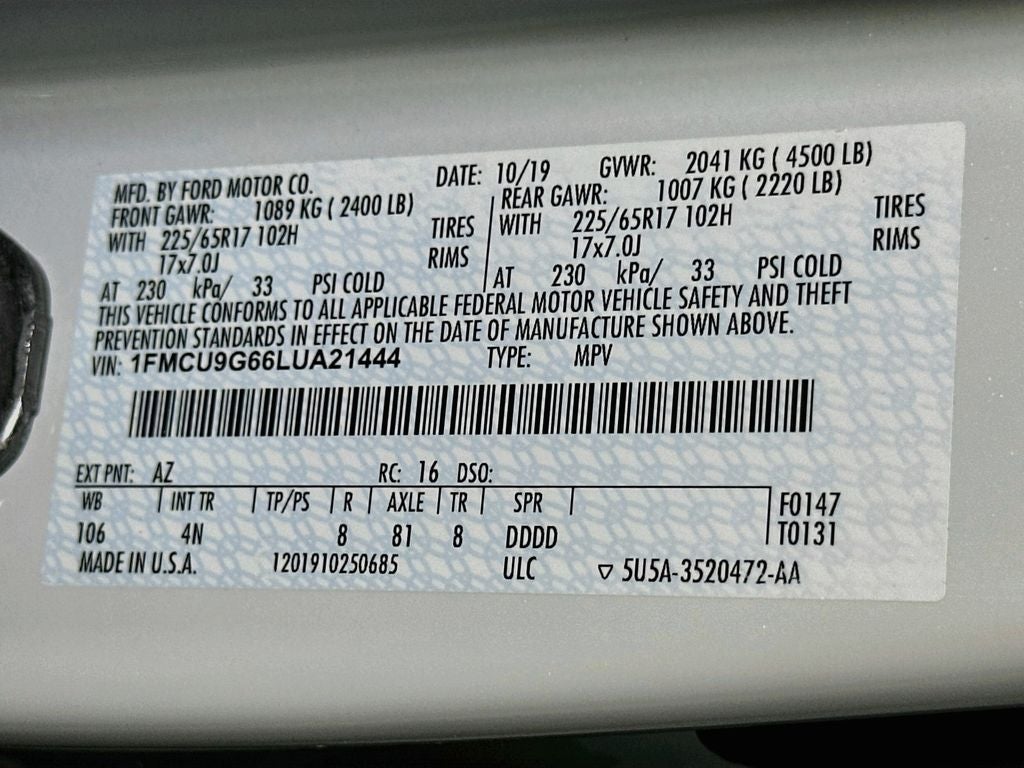 MFD. BY FORD MOTOR CO. DATE: 10/19 GVWR: 2041 KG ( 4500 LB)
FRONT GAWR: 1089 KG ( 2400 LB) REAR GAWR: 1007 KG ( 2220 LB)
WITH 225/65R17 102H TIRES WITH 225/65R17 102H TIRES
17x7.0J RIMS 17x7.0J RIMS
AT 230 kPa/ 33 PSI COLD AT 230 kPa/ 33 PSI COLD
THIS VEHICLE CONFORMS TO ALL APPLICABLE FEDERAL MOTOR VEHICLE SAFETY AND THEFT
PREVENTION STANDARDS IN EFFECT ON THE DATE OF MANUFACTURE SHOWN ABOVE.
VIN: 1FMCU9G66LUA21444 TYPE: MPV
EXT PNT: AZ RC: 16 DSO:
WB INT TR TP/PS R AXLE TR SPR F0147
106 4N 8 81 8 DDDD T0131
MADE IN U.S.A. 1201910250685 ULC ▽ 5U5A-3520472-AA